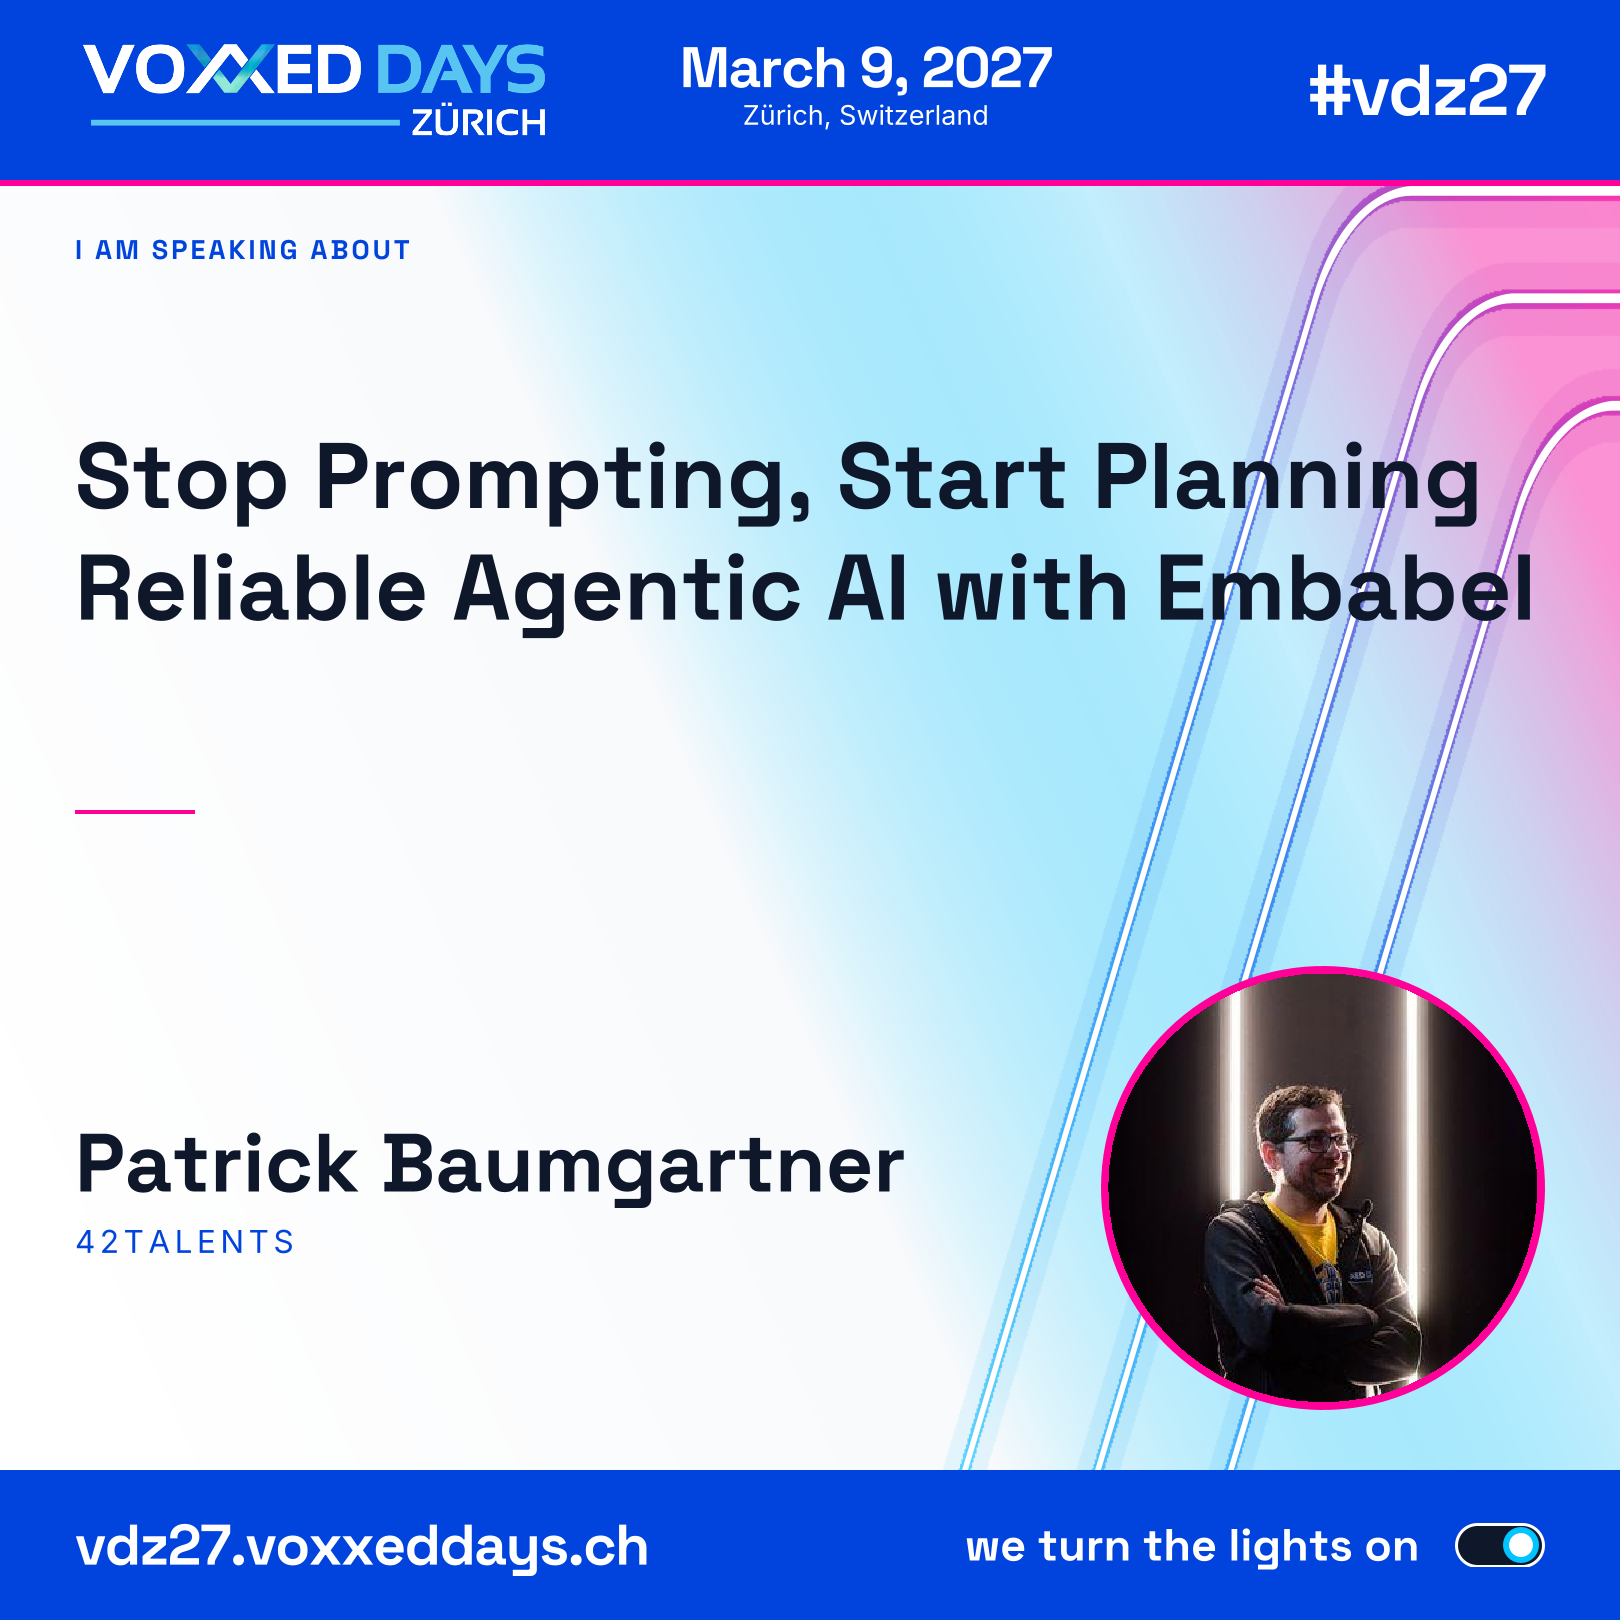 VOXXED DAYS
ZÜRICH
March 9, 2027
Zürich, Switzerland
#vdz27
I AM SPEAKING ABOUT
Stop Prompting, Start Planning
Reliable Agentic AI with Embabel
Patrick Baumgartner
42TALENTS
vdz27.voxxeddays.ch
we turn the lights on